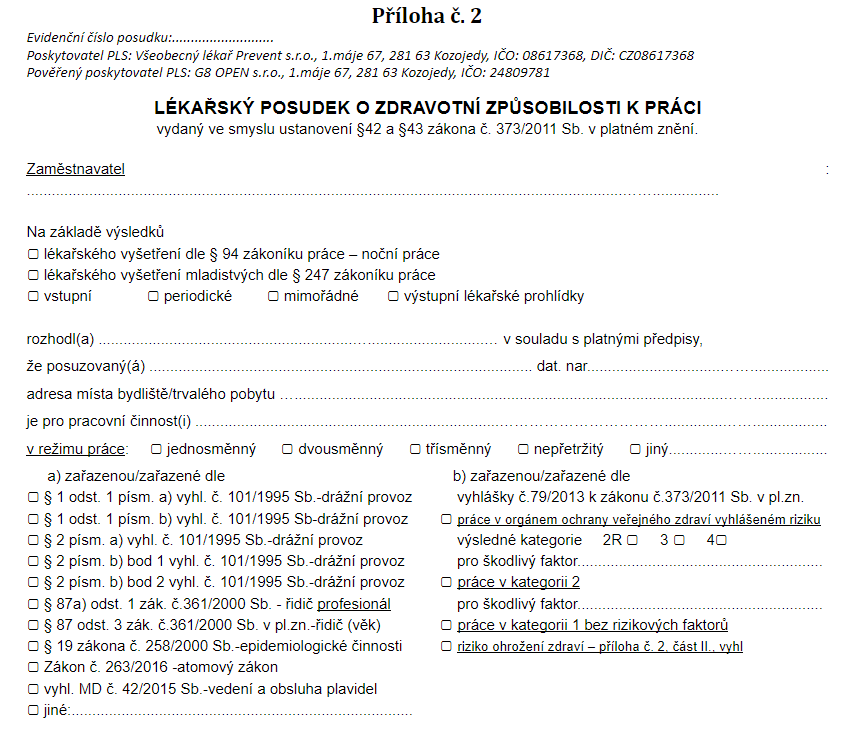 Příloha č. 2
Evidenční číslo posudku:...........................
Poskytovatel PLS: Všeobecný lékař Prevent s.r.o., 1.máje 67, 281 63 Kozojedy, IČO: 08617368, DIČ: CZ08617368
Pověřený poskytovatel PLS: G8 OPEN s.r.o., 1.máje 67, 281 63 Kozojedy, IČO: 24809781
LÉKAŘSKÝ POSUDEK O ZDRAVOTNÍ ZPŮSOBILOSTI K PRÁCI
vydaný ve smyslu ustanovení §42 a §43 zákona č. 373/2011 Sb. v platném znění.
Zaměstnavatel :
................................................................................................................................................................
Na základě výsledků
▢ lékařského vyšetření dle § 94 zákoníku práce – noční práce
▢ lékařského vyšetření mladistvých dle § 247 zákoníku práce
▢ vstupní ▢ periodické ▢ mimořádné ▢ výstupní lékařské prohlídky
rozhodl(a) ................................................................................................ v souladu s platnými předpisy,
že posuzovaný(á) ............................................................................................ dat. nar..........................................................
adresa místa bydliště/trvalého pobytu ....................................................................................................................................
je pro pracovní činnost(i) ........................................................................................................................................................
v režimu práce: ▢ jednosměnný ▢ dvousměnný ▢ třísměnný ▢ nepřetržitý ▢ jiný......................................
a) zařazenou/zařazené dle
▢ § 1 odst. 1 písm. a) vyhl. č. 101/1995 Sb.-drážní provoz
▢ § 1 odst. 1 písm. b) vyhl. č. 101/1995 Sb-drážní provoz
▢ § 2 písm. a) vyhl. č. 101/1995 Sb.-drážní provoz
▢ § 2 písm. b) bod 1 vyhl. č. 101/1995 Sb.-drážní provoz
▢ § 2 písm. b) bod 2 vyhl. č. 101/1995 Sb.-drážní provoz
▢ § 87a) odst. 1 zák. č.361/2000 Sb. - řidič profesionál
▢ § 87 odst. 3 zák. č.361/2000 Sb. v pl.zn.-řidič (věk)
▢ § 19 zákona č. 258/2000 Sb.-epidemiologické činnosti
▢ Zákon č. 263/2016 -atomový zákon
▢ vyhl. MD č. 42/2015 Sb.-vedení a obsluha plavidel
▢ jiné:..................................................................................
b) zařazenou/zařazené dle
vyhlášky č.79/2013 k zákonu č.373/2011 Sb. v pl.zn.
▢ práce v orgánem ochrany veřejného zdraví vyhlášeném riziku
výsledné kategorie 2R ▢ 3 ▢ 4▢
pro škodlivý faktor...........................................................
▢ práce v kategorii 2
pro škodlivý faktor...........................................................
▢ práce v kategorii 1 bez rizikových faktorů
▢ riziko ohrožení zdraví – příloha č. 2, část II., vyhl